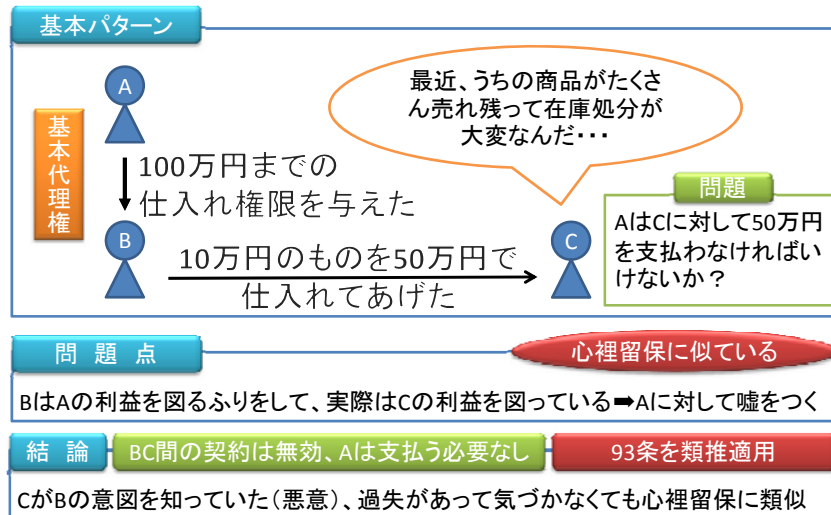 基本パターン
A
最近、うちの商品がたくさ
ん売れ残って在庫処分が
大変なんだ・・・
基本代理権
100万円までの
仕入れ権限を与えた
問題
AはCに対して50万円
を支払わなければい
けないか？
B
10万円のものを50万円で
仕入れてあげた
C
問 題 点
心裡留保に似ている
BはAの利益を図るふりをして、実際はCの利益を図っている➡Aに対して嘘をつく
結 論
BC間の契約は無効、Aは支払う必要なし
93条を類推適用
CがBの意図を知っていた（悪意）、過失があって気づかなくても心裡留保に類似